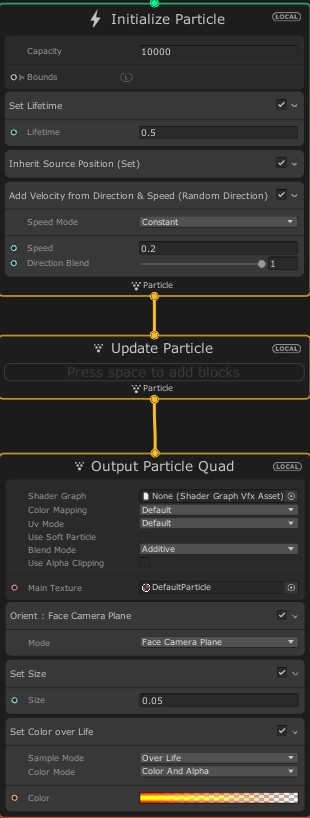 Initialize Particle LOCAL
Capacity 10000
Bounds L
Set Lifetime
Lifetime 0.5
Inherit Source Position (Set)
Add Velocity from Direction & Speed (Random Direction)
Speed Mode Constant
Speed 0.2
Direction Blend 1
Particle
Update Particle LOCAL
Press space to add blocks
Particle
Output Particle Quad LOCAL
Shader Graph None (Shader Graph Vfx Asset)
Color Mapping Default
Uv Mode Default
Use Soft Particle
Blend Mode Additive
Use Alpha Clipping
Main Texture DefaultParticle
Orient : Face Camera Plane
Mode Face Camera Plane
Set Size
Size 0.05
Set Color over Life
Sample Mode Over Life
Color Mode Color And Alpha
Color